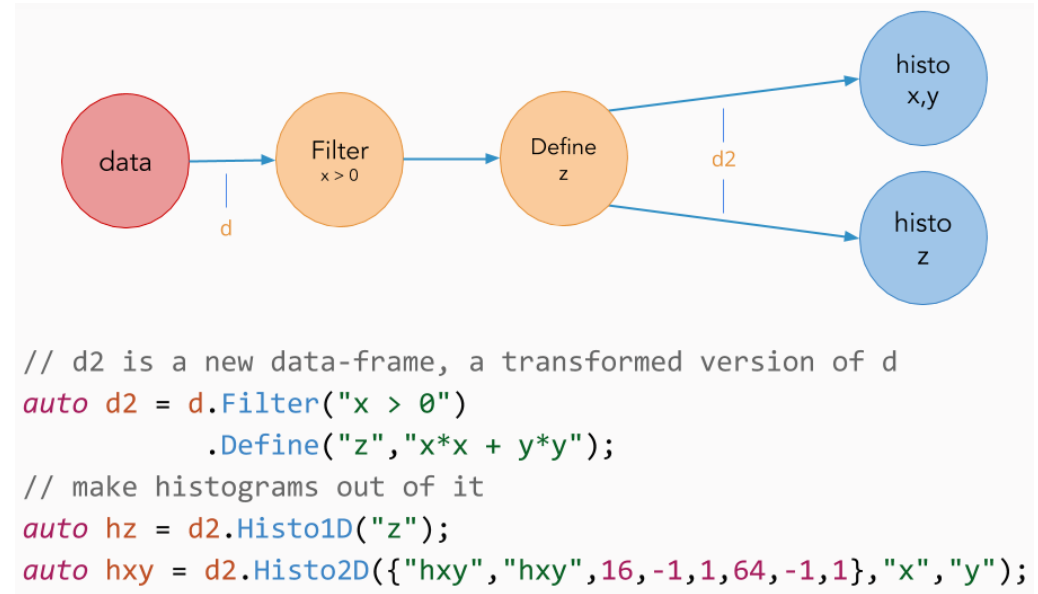 data
d
Filter
x > 0
Define
z
d2
histo
x,y
histo
z
// d2 is a new data-frame, a transformed version of d
auto d2 = d.Filter("x > 0")
.Define("z","x*x + y*y");
// make histograms out of it
auto hz = d2.Histo1D("z");
auto hxy = d2.Histo2D({"hxy","hxy",16,-1,1,64,-1,1},"x","y");